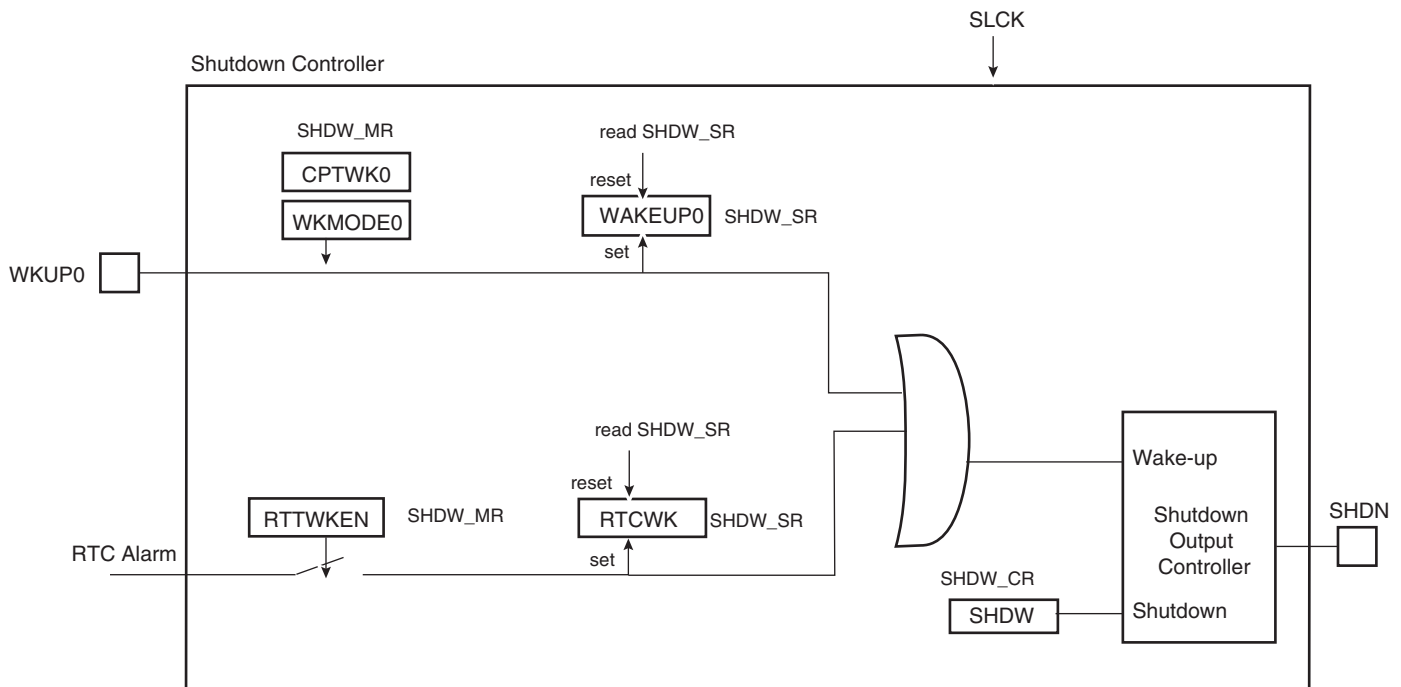 SLCK
Shutdown Controller
SHDW_MR
CPTWK0
WKMODE0
read SHDW_SR
reset
WAKEUP0
SHDW_SR
set
WKUP0
read SHDW_SR
reset
RTTWKEN
SHDW_MR
RTCWK
SHDW_SR
set
RTC Alarm
Wake-up
Shutdown
Output
Controller
SHDN
SHDW_CR
SHDW
Shutdown